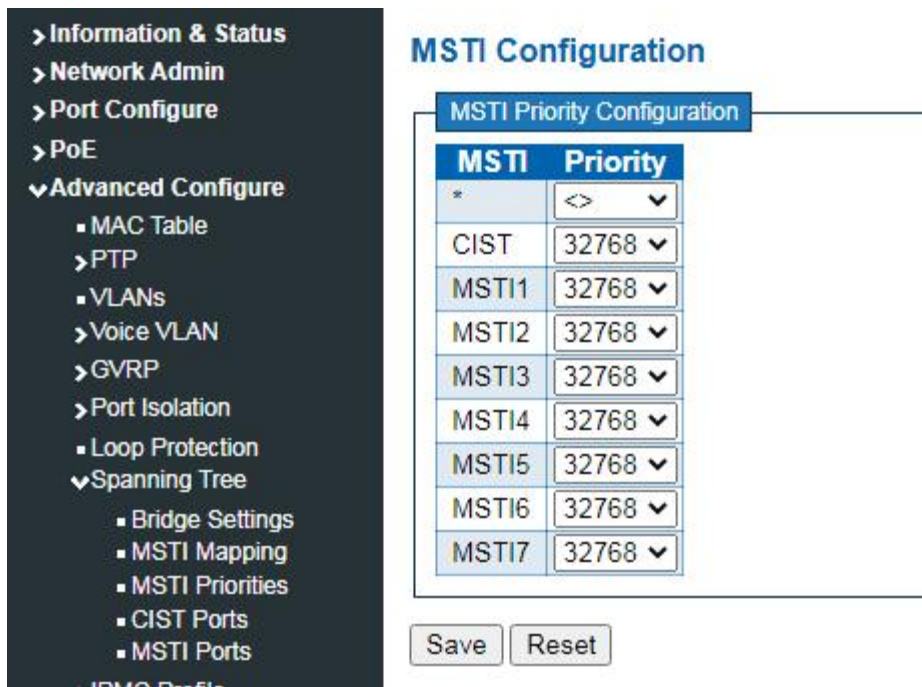 Information & Status
Network Admin
Port Configure
PoE
Advanced Configure
MAC Table
PTP
VLANs
Voice VLAN
GVRP
Port Isolation
Loop Protection
Spanning Tree
Bridge Settings
MSTI Mapping
MSTI Priorities
CIST Ports
MSTI Ports
MSTI Configuration
MSTI Priority Configuration
MSTI Priority
* <>
CIST 32768
MSTI1 32768
MSTI2 32768
MSTI3 32768
MSTI4 32768
MSTI5 32768
MSTI6 32768
MSTI7 32768
Save Reset